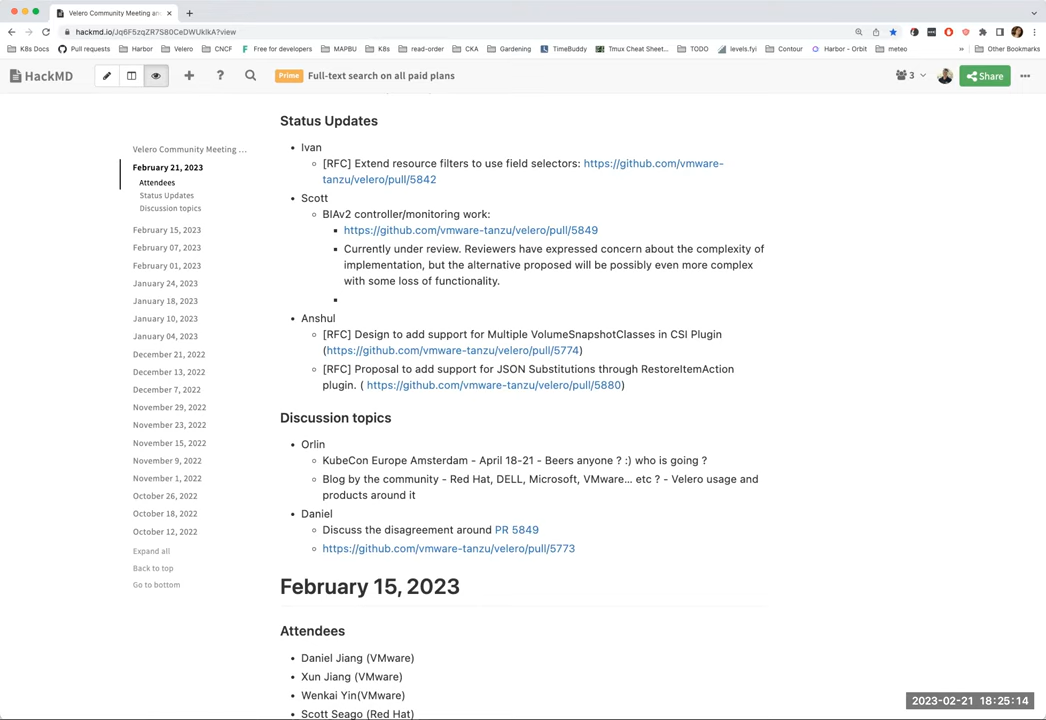 Velero Community Meeting an
hackmd.io/Jq6F5zqZR7S80CeDWUkIkA?view
K8s Docs
Pull requests
Harbor
Velero
CNCF
Free for developers
MAPBU
K8s
read-order
CKA
Gardening
TimeBuddy
Tmux Cheat Sheet...
TODO
levels.fyi
Contour
Harbor - Orbit
meteo
»
Other Bookmarks
HackMD
Prime
Full-text search on all paid plans
3
Share
Velero Community Meeting ...
February 21, 2023
Attendees
Status Updates
Discussion topics
February 15, 2023
February 07, 2023
February 01, 2023
January 24, 2023
January 18, 2023
January 10, 2023
January 04, 2023
December 21, 2022
December 13, 2022
December 7, 2022
November 29, 2022
November 23, 2022
November 15, 2022
November 9, 2022
November 1, 2022
October 26, 2022
October 18, 2022
October 12, 2022
Expand all
Back to top
Go to bottom
Status Updates
Ivan
[RFC] Extend resource filters to use field selectors: https://github.com/vmware-
tanzu/velero/pull/5842
Scott
BIAv2 controller/monitoring work:
https://github.com/vmware-tanzu/velero/pull/5849
Currently under review. Reviewers have expressed concern about the complexity of
implementation, but the alternative proposed will be possibly even more complex
with some loss of functionality.
Anshul
[RFC] Design to add support for Multiple VolumeSnapshotClasses in CSI Plugin
(https://github.com/vmware-tanzu/velero/pull/5774)
[RFC] Proposal to add support for JSON Substitutions through RestoreItemAction
plugin. ( https://github.com/vmware-tanzu/velero/pull/5880)
Discussion topics
Orlin
KubeCon Europe Amsterdam - April 18-21 - Beers anyone ? :) who is going ?
Blog by the community - Red Hat, DELL, Microsoft, VMware... etc ? - Velero usage and
products around it
Daniel
Discuss the disagreement around PR 5849
https://github.com/vmware-tanzu/velero/pull/5773
February 15, 2023
Attendees
Daniel Jiang (VMware)
Xun Jiang (VMware)
Wenkai Yin(VMware)
Scott Seago (Red Hat)
2023-02-21 18:25:14